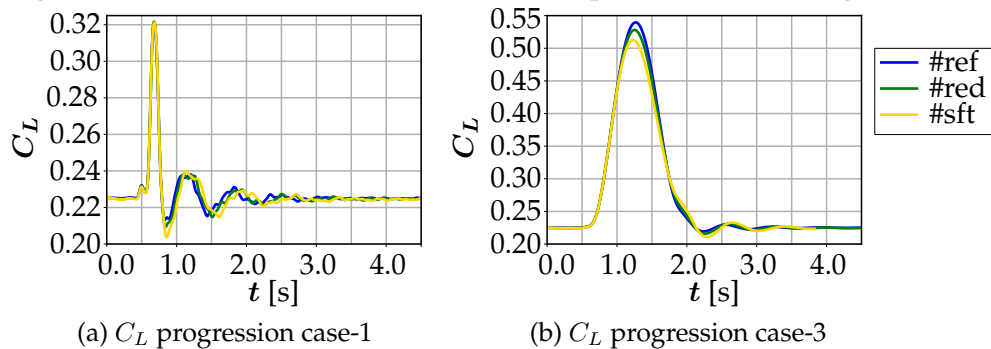 0.32
0.30
0.28
0.26
0.24
0.22
0.20
C_L
0.0 1.0 2.0 3.0 4.0
t [s]
(a) C_L progression case-1
0.55
0.50
0.45
0.40
0.35
0.30
0.25
0.20
C_L
0.0 1.0 2.0 3.0 4.0
t [s]
(b) C_L progression case-3
#ref
#red
#sft